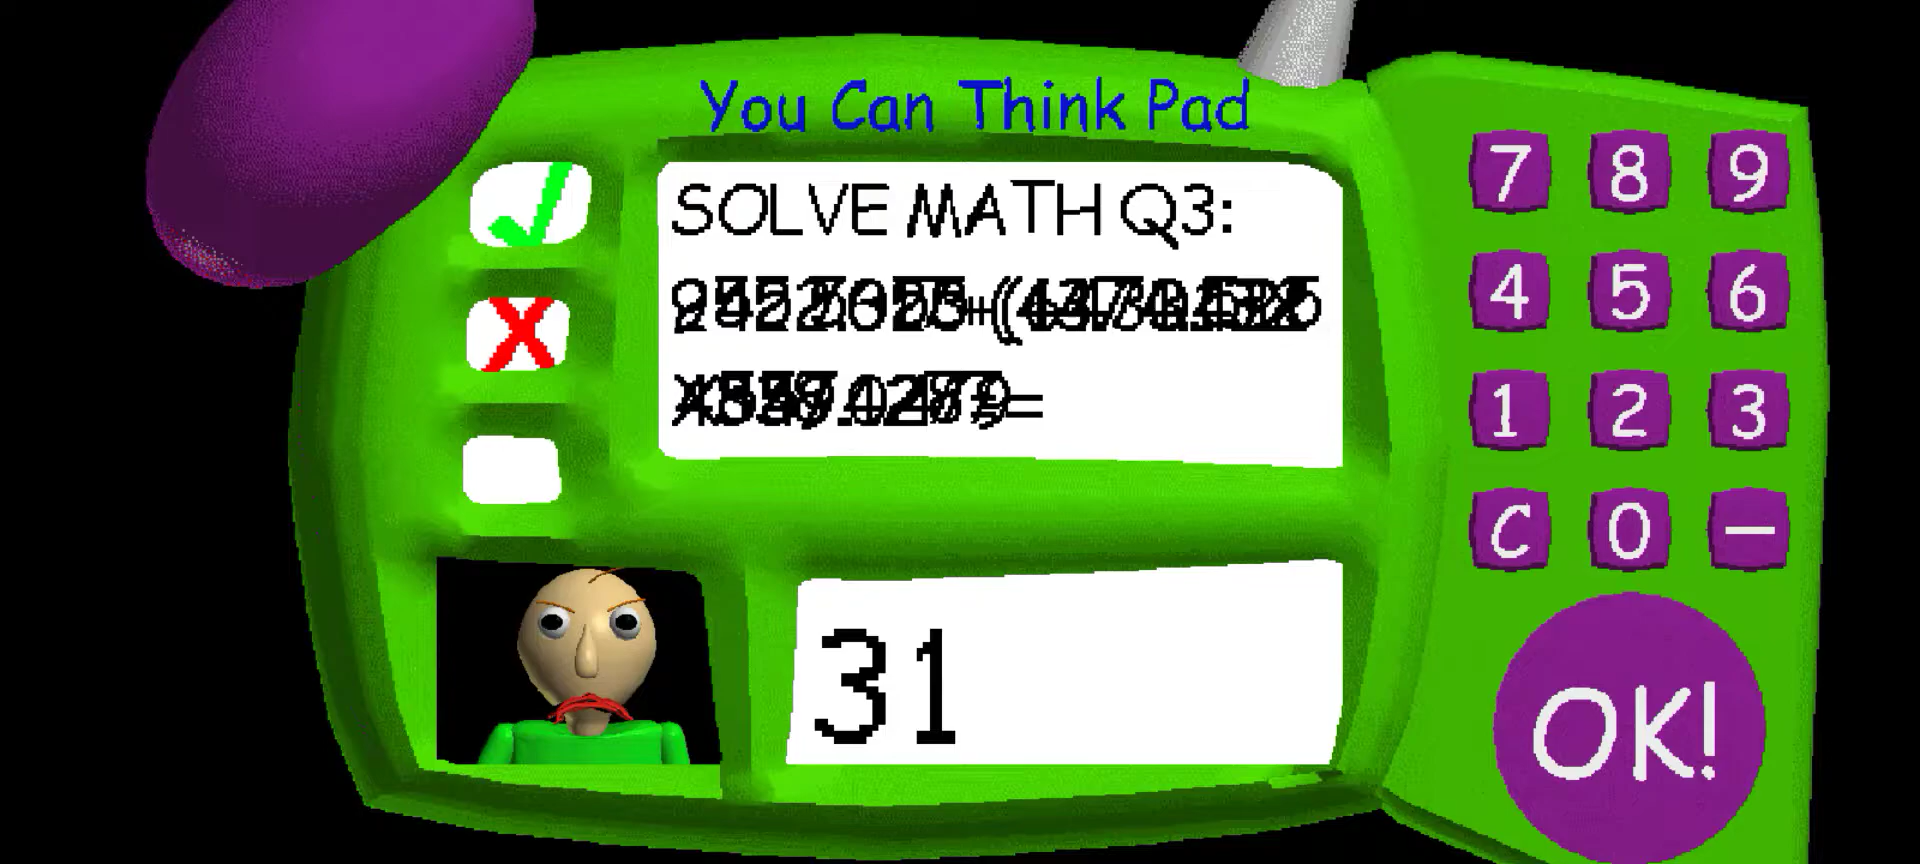 You Can Think Pad
SOLVE MATH Q3:
31
7 8 9
4 5 6
1 2 3
C 0 −
OK!